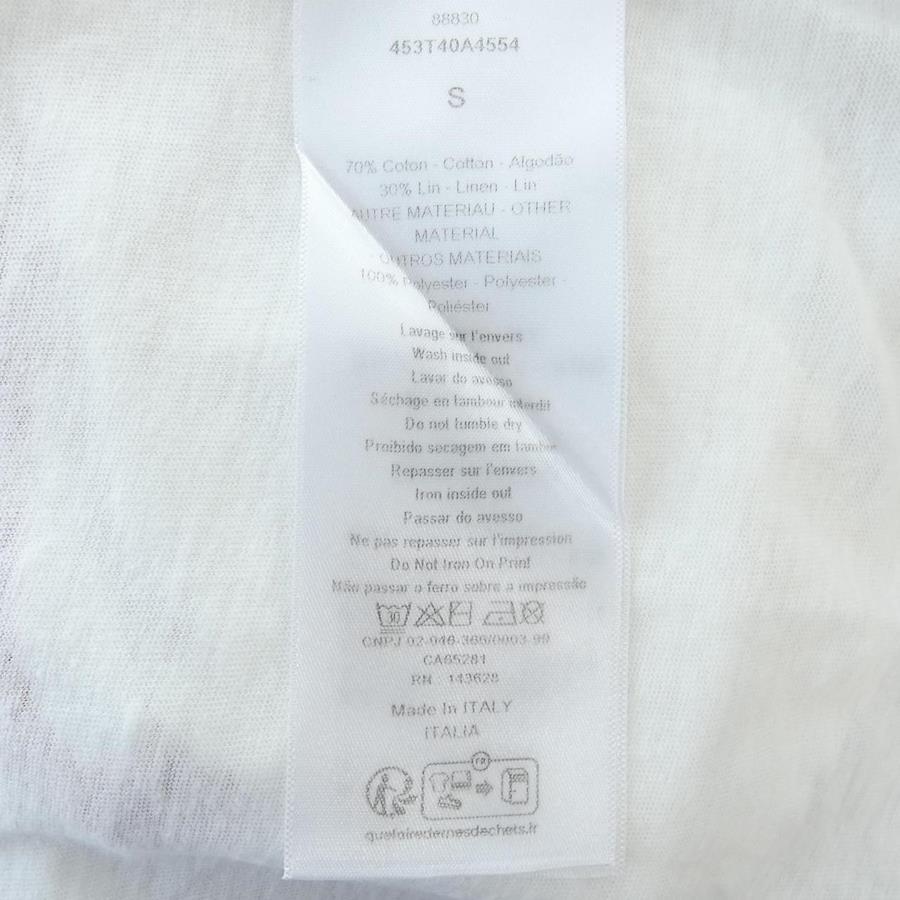 88830
453T40A4554
S
70% Coton - Cotton - Algodão
30% Lin - Linen - Lin
AUTRE MATERIAU - OTHER
MATERIAL
OUTROS MATERIAIS
100% Polyester - Polyester -
Poliéster
Lavage sur l'envers
Wash inside out
Lavar do avesso
Séchage en tambour interdit
Do not tumble dry
Proibido secagem em tambor
Repasser sur l'envers
Iron inside out
Passar do avesso
Ne pas repasser sur l'impression
Do Not Iron On Print
Não passar o ferro sobre a impressão
30
CNPJ 02-046-366/0003-99
CA65281
RN : 143628
Made In ITALY
ITALIA
FR
quefairedemesdechets.fr